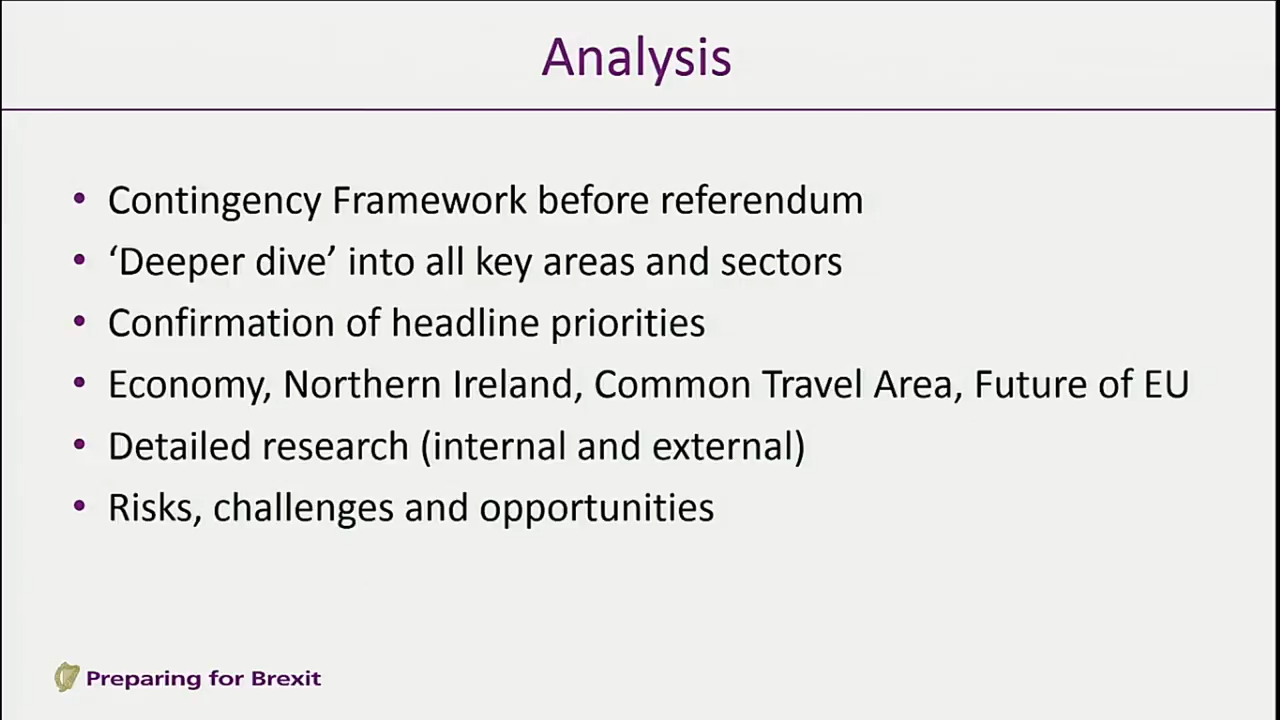 Analysis
• Contingency Framework before referendum
• ‘Deeper dive’ into all key areas and sectors
• Confirmation of headline priorities
• Economy, Northern Ireland, Common Travel Area, Future of EU
• Detailed research (internal and external)
• Risks, challenges and opportunities
Preparing for Brexit